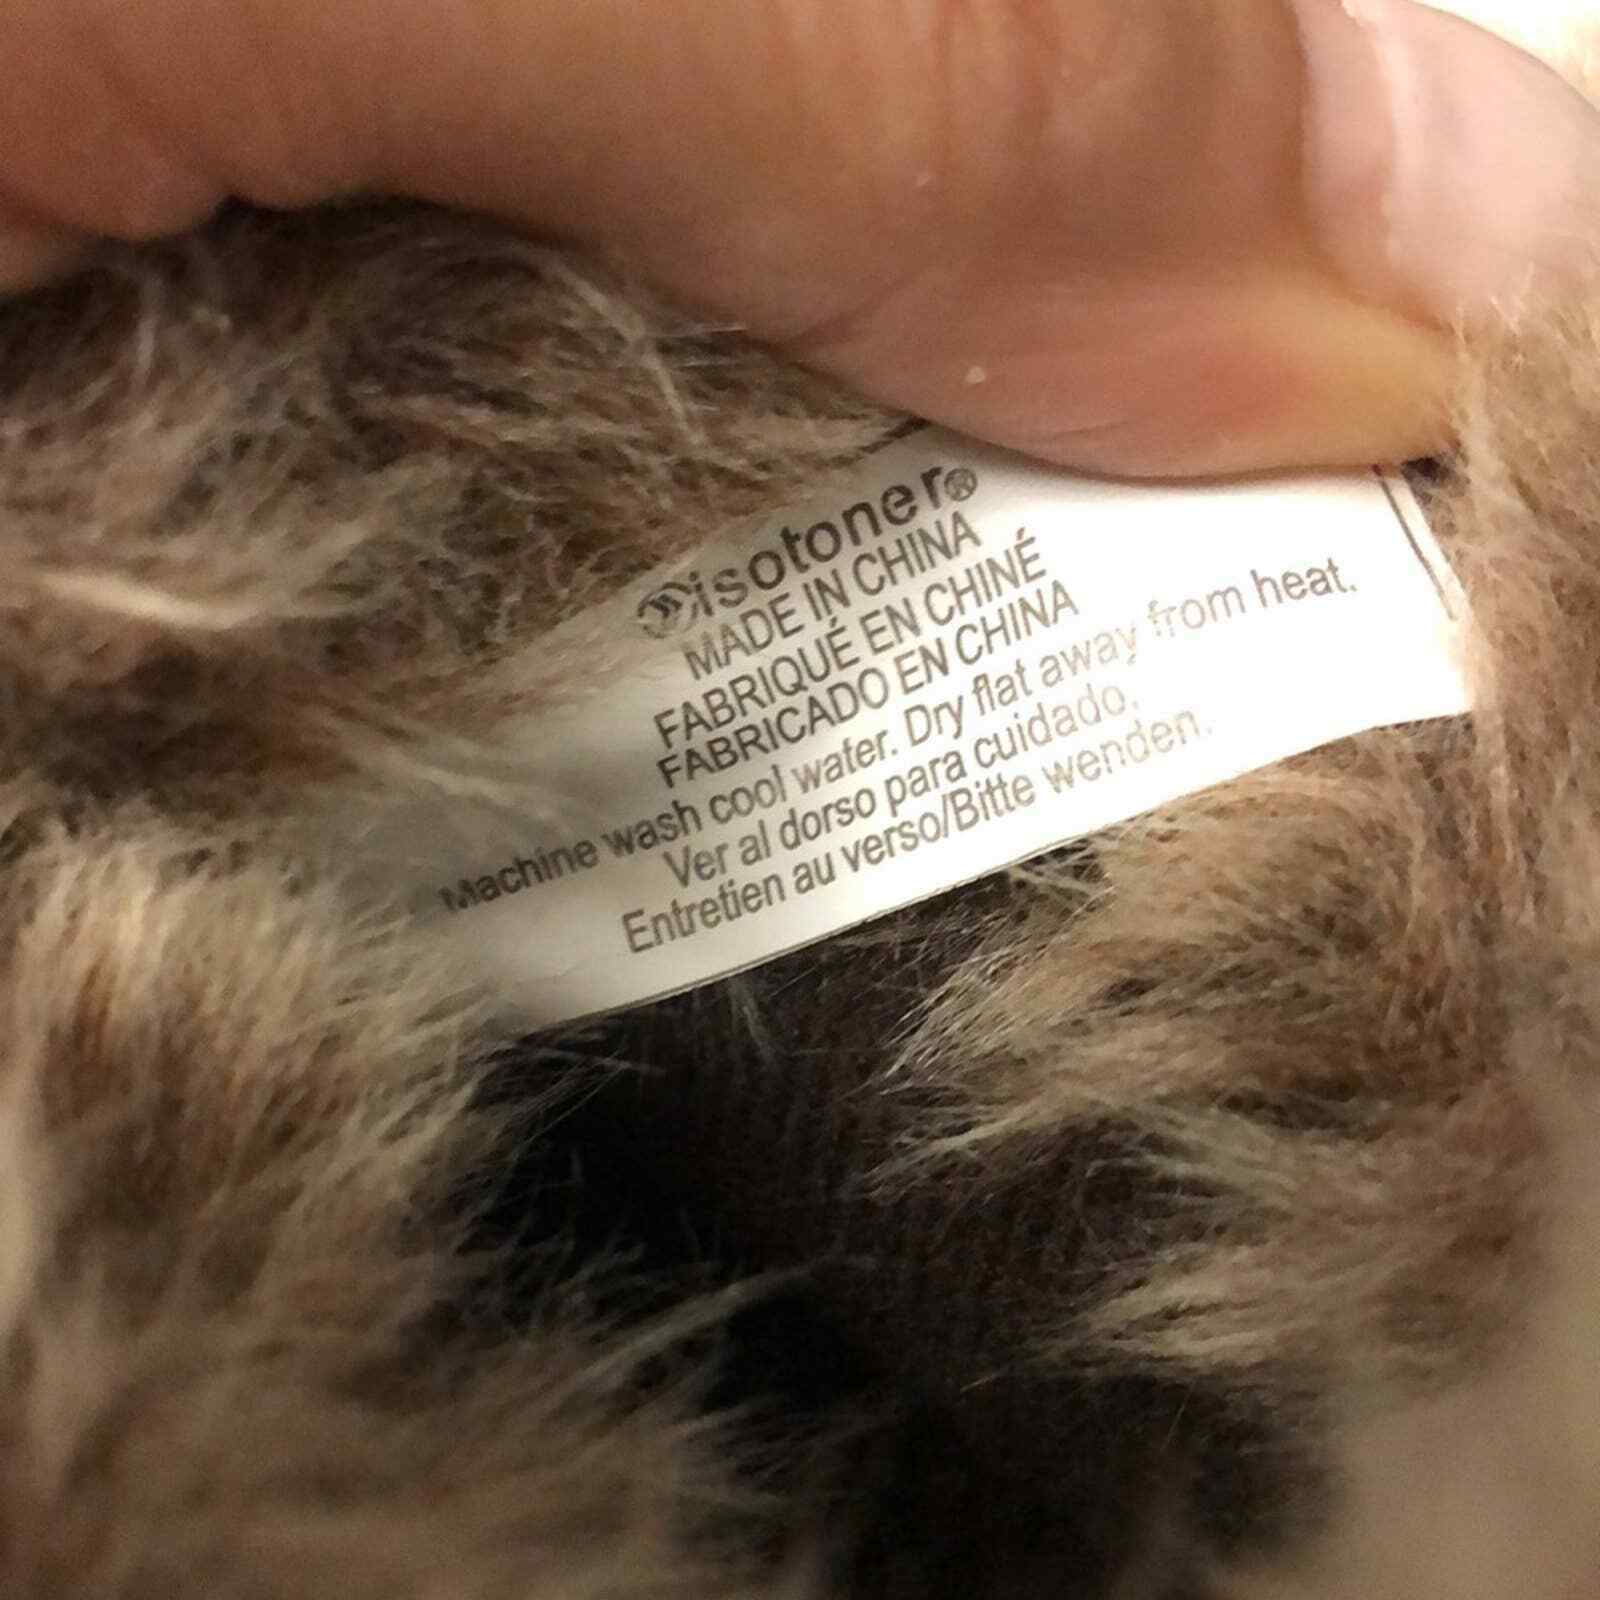 isotoner®
MADE IN CHINA
FABRIQUÉ EN CHINÉ
FABRICADO EN CHINA
Machine wash cool water. Dry flat away from heat.
Ver al dorso para cuidado.
Entretien au verso/Bitte wenden.